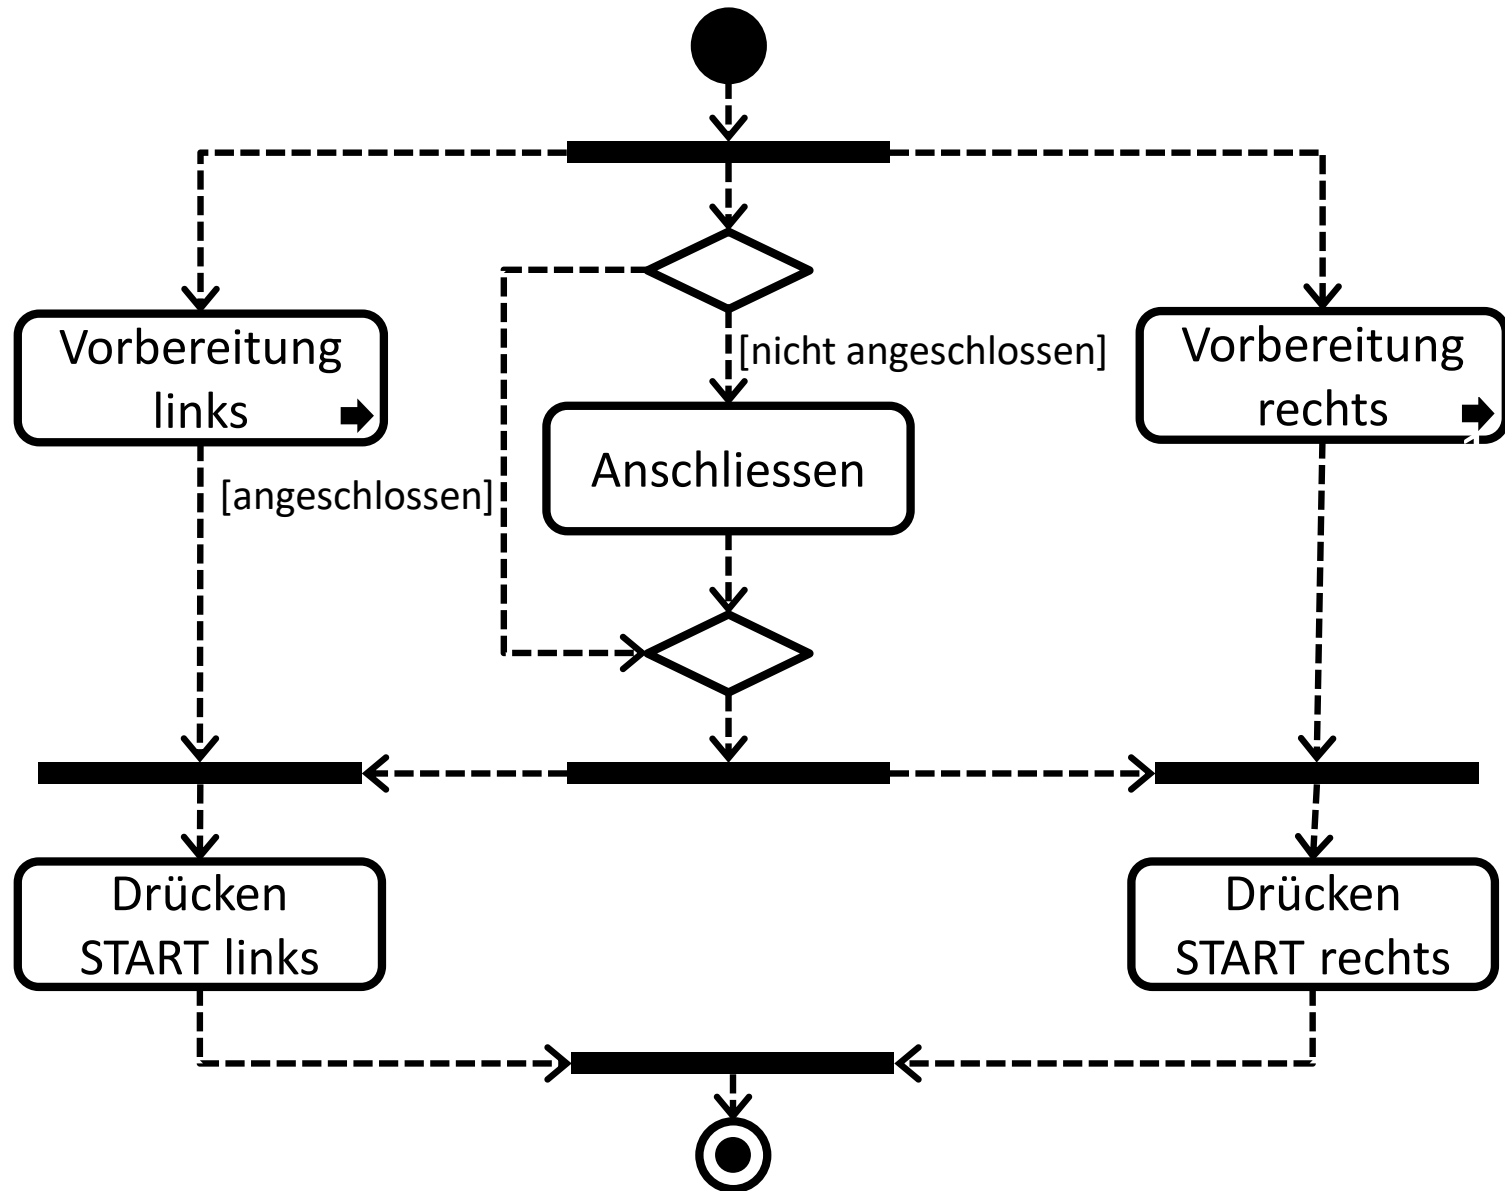 Vorbereitung
links
[nicht angeschlossen]
Vorbereitung
rechts
Anschliessen
[angeschlossen]
Drücken
START links
Drücken
START rechts